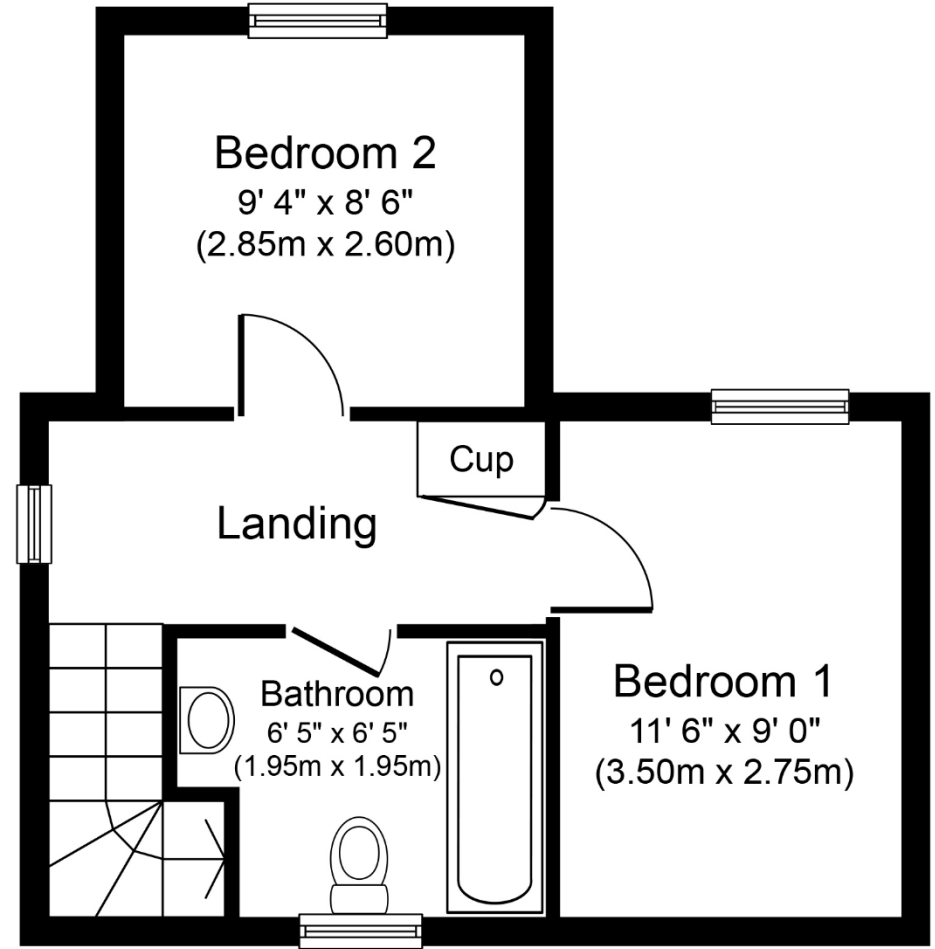 Bedroom 2
9' 4" x 8' 6"
(2.85m x 2.60m)
Cup
Landing
Bedroom 1
11' 6" x 9' 0"
(3.50m x 2.75m)
Bathroom
6' 5" x 6' 5"
(1.95m x 1.95m)